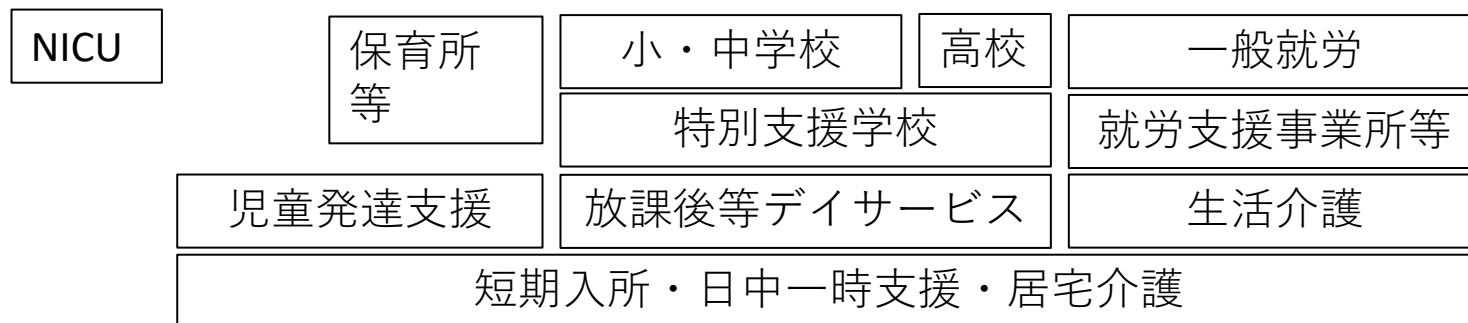 NICU
保育所
等
小・中学校
高校
一般就労
特別支援学校
就労支援事業所等
児童発達支援
放課後等デイサービス
生活介護
短期入所・日中一時支援・居宅介護